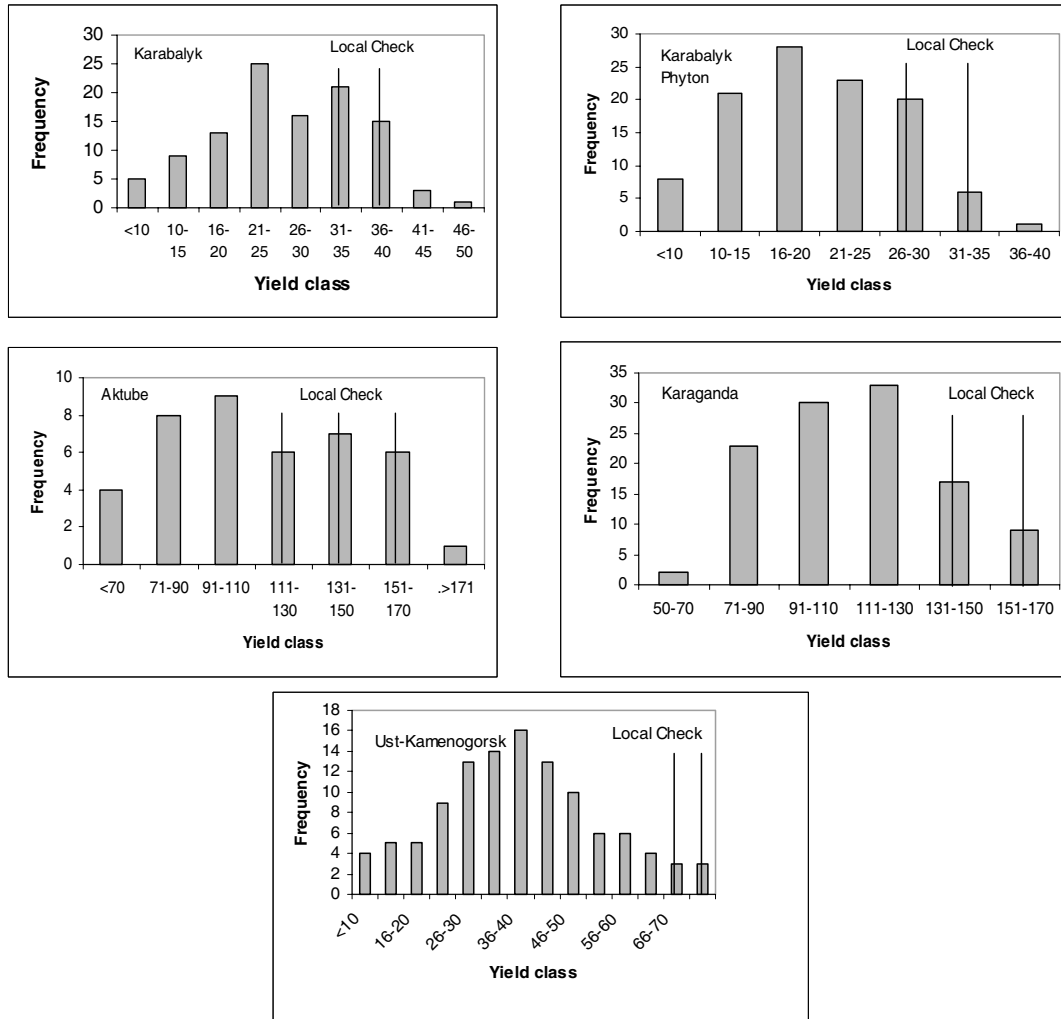 Karabalyk
Local Check
Frequency
30
25
20
15
10
5
0
<10 10-15 16-20 21-25 26-30 31-35 36-40 41-45 46-50
Yield class
Karabalyk
Phyton
Local Check
Frequency
30
25
20
15
10
5
0
<10 10-15 16-20 21-25 26-30 31-35 36-40
Yield class
Aktube
Local Check
Frequency
10
8
6
4
2
0
<70 71-90 91-110 111-130 131-150 151-170 .>171
Yield class
Karaganda
Local Check
Frequency
35
30
25
20
15
10
5
0
50-70 71-90 91-110 111-130 131-150 151-170
Yield class
Ust-Kamenogorsk
Local Check
Frequency
18
16
14
12
10
8
6
4
2
0
<10 16-20 26-30 36-40 46-50 56-60 66-70
Yield class